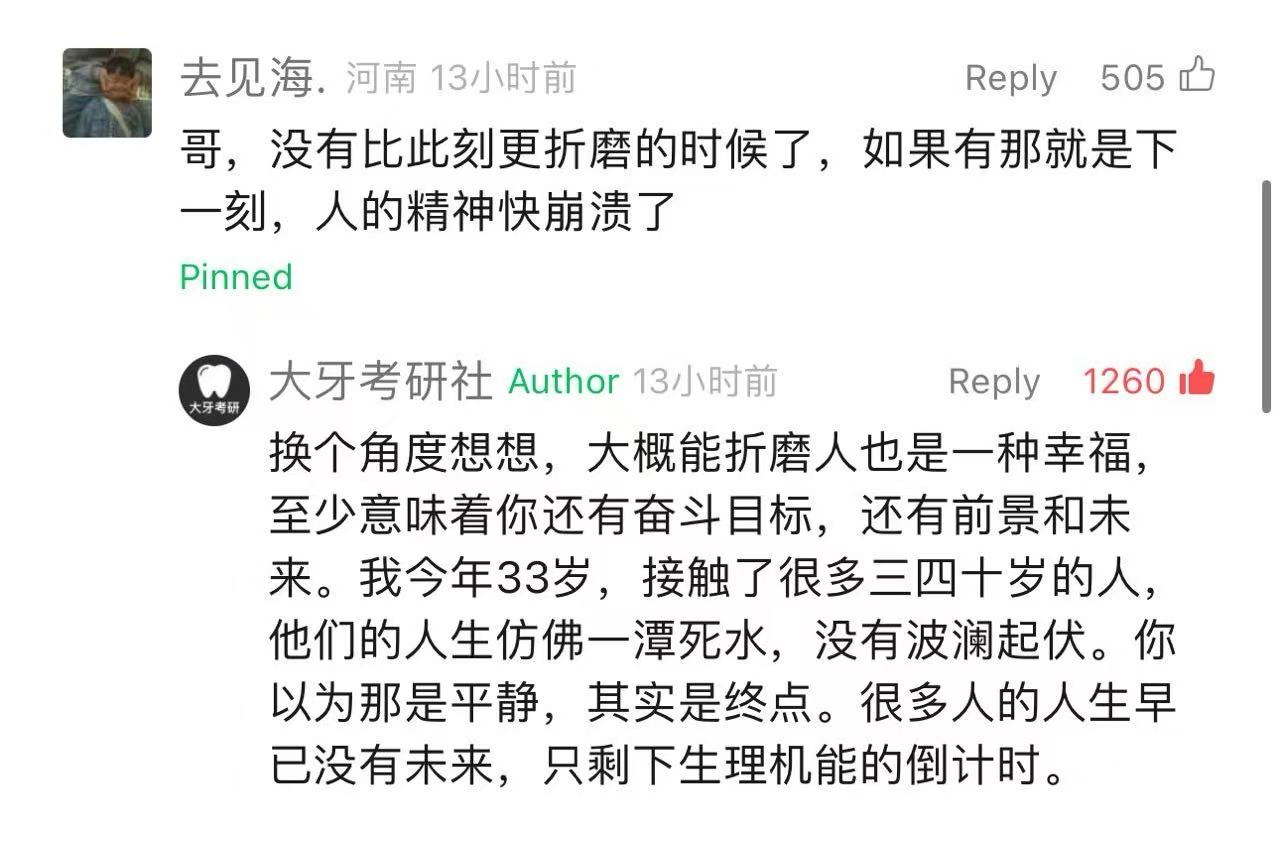 去见海. 河南 13小时前 Reply 505
哥，没有比此刻更折磨的时候了，如果有那就是下
一刻，人的精神快崩溃了
Pinned
大牙考研社 Author 13小时前 Reply 1260
大牙考研
换个角度想想，大概能折磨人也是一种幸福，
至少意味着你还有奋斗目标，还有前景和未
来。我今年33岁，接触了很多三四十岁的人，
他们的人生仿佛一潭死水，没有波澜起伏。你
以为那是平静，其实是终点。很多人的人生早
已没有未来，只剩下生理机能的倒计时。